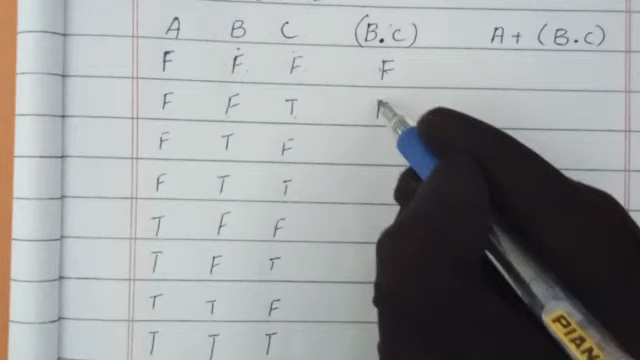 A B C (B.C) A + (B.C)
F F F F
F F T
F T F
F T T
T F F
T F T
T T F
T T T
PIAN